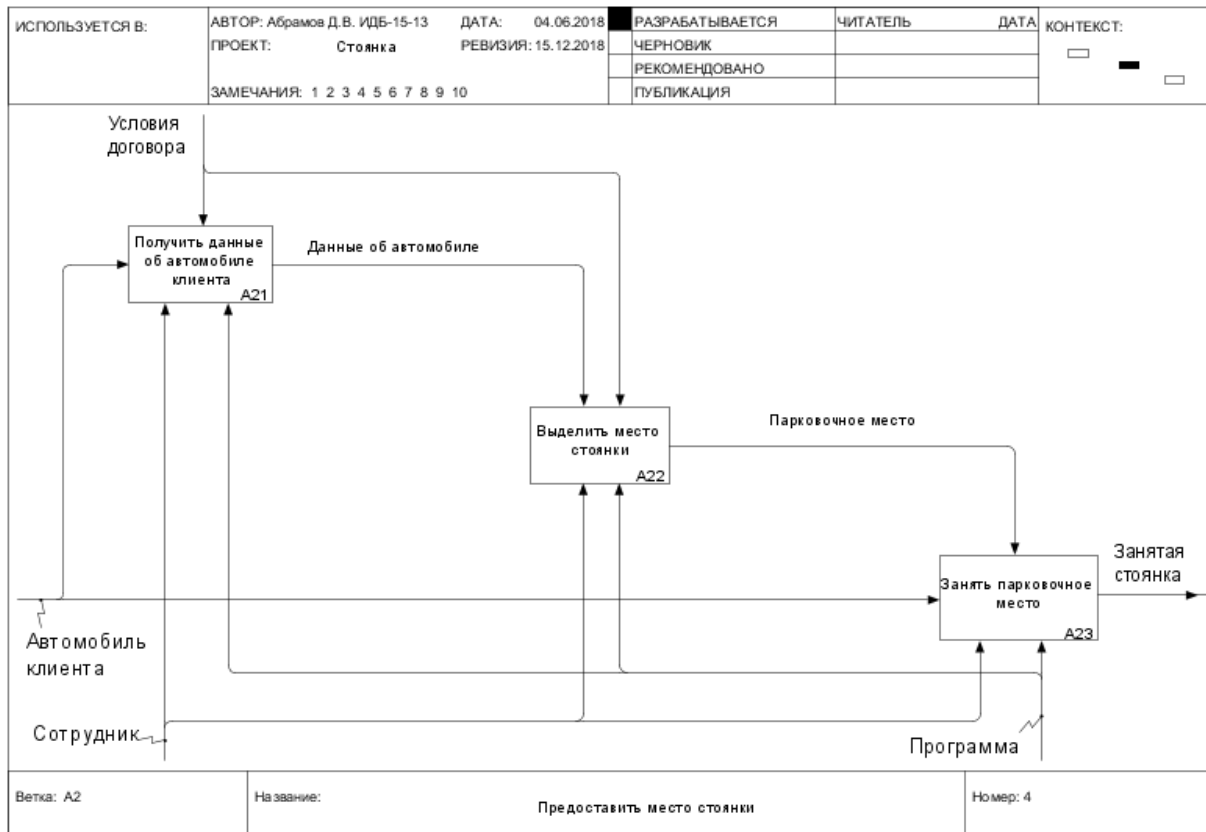 ИСПОЛЬЗУЕТСЯ В:
АВТОР: Абрамов Д.В. ИДБ-15-13 ДАТА: 04.06.2018
ПРОЕКТ: Стоянка РЕВИЗИЯ: 15.12.2018
ЗАМЕЧАНИЯ: 1 2 3 4 5 6 7 8 9 10
РАЗРАБАТЫВАЕТСЯ
ЧЕРНОВИК
РЕКОМЕНДОВАНО
ПУБЛИКАЦИЯ
ЧИТАТЕЛЬ ДАТА
КОНТЕКСТ:
Условия
договора
Получить данные
об автомобиле
клиента
A21
Данные об автомобиле
Выделить место
стоянки
A22
Парковочное место
Занять парковочное
место
A23
Занятая
стоянка
Автомобиль
клиента
Сотрудник
Программа
Ветка: A2
Название:
Предоставить место стоянки
Номер: 4